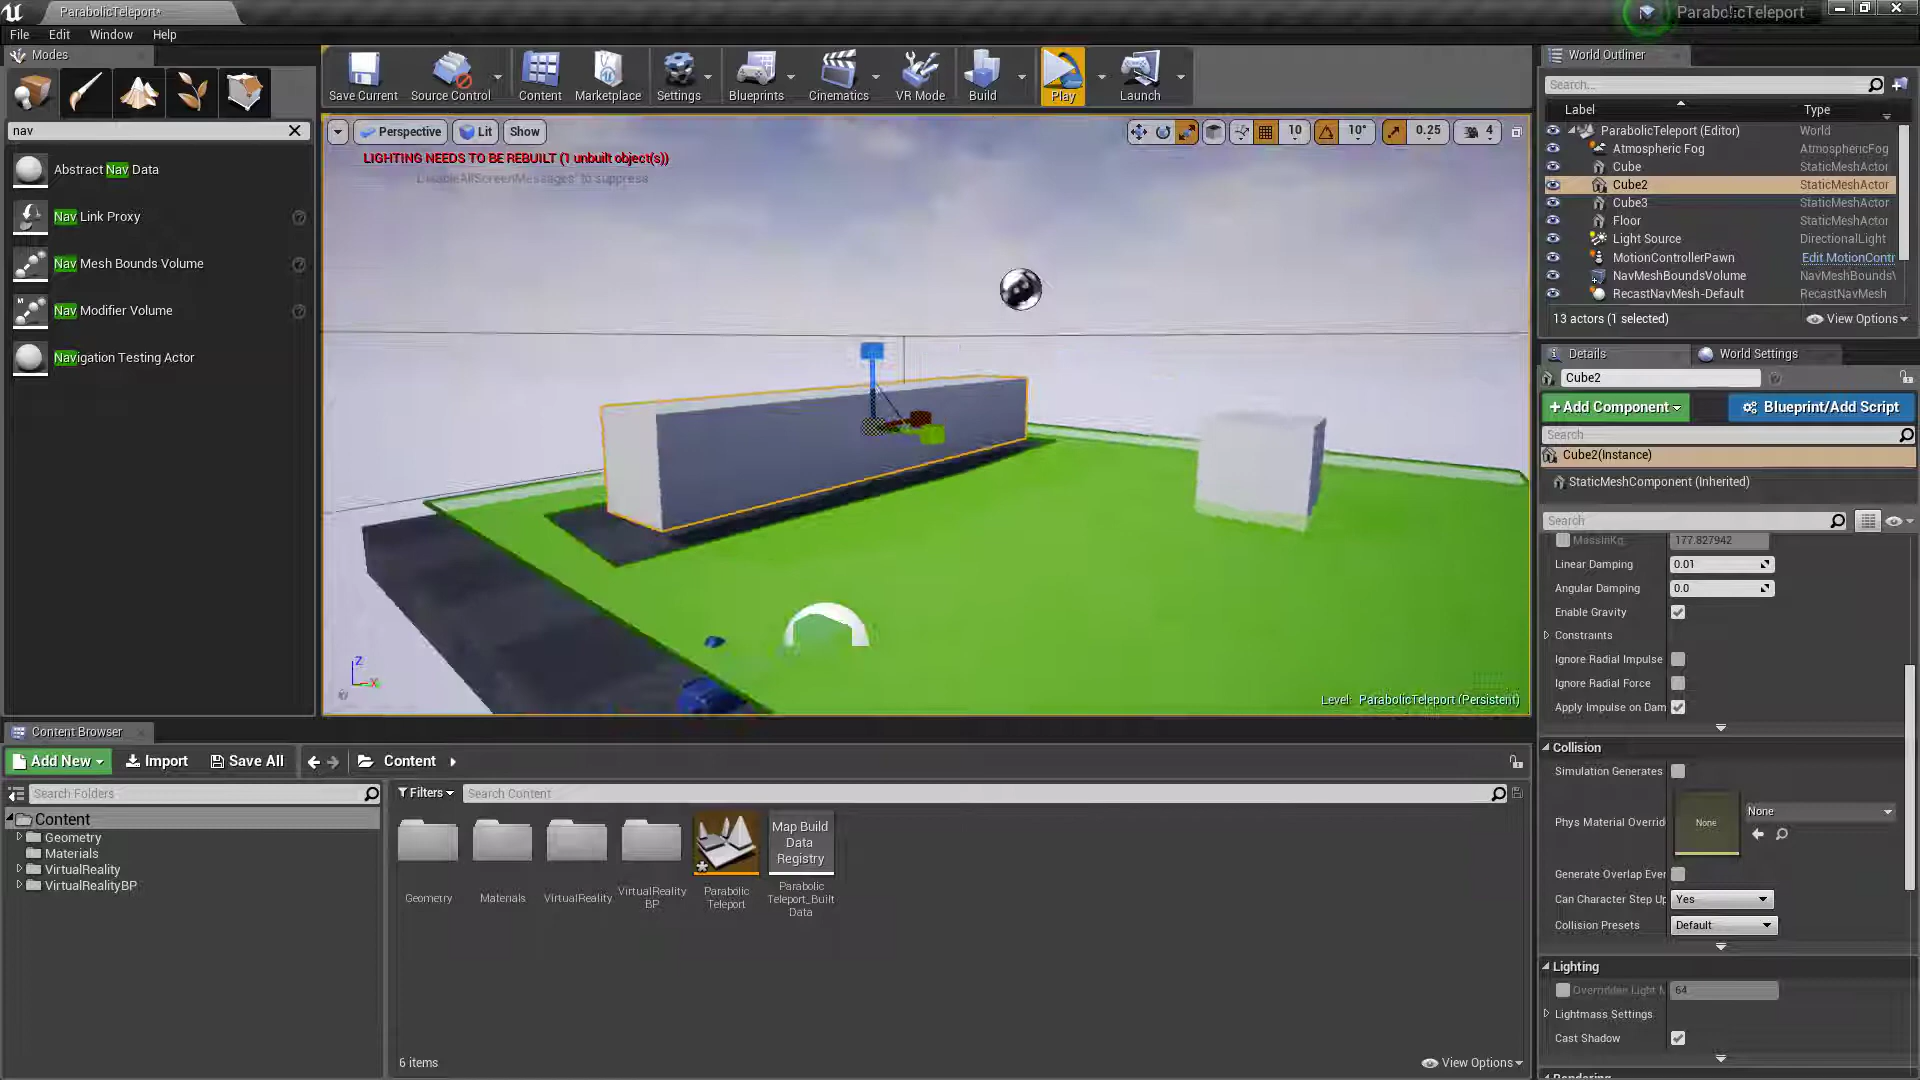 ParabolicTeleport*
ParabolicTeleport
File Edit Window Help
Modes
nav
Abstract Nav Data
Nav Link Proxy
Nav Mesh Bounds Volume
Nav Modifier Volume
Navigation Testing Actor
Save Current
Source Control
Content
Marketplace
Settings
Blueprints
Cinematics
VR Mode
Build
Play
Launch
Perspective
Lit
Show
10
10°
0.25
4
LIGHTING NEEDS TO BE REBUILT (1 unbuilt object(s))
'DisableAllScreenMessages' to suppress
Z
X
Level: ParabolicTeleport (Persistent)
World Outliner
Search...
Label Type
ParabolicTeleport (Editor) World
Atmospheric Fog AtmosphericFog
Cube StaticMeshActor
Cube2 StaticMeshActor
Cube3 StaticMeshActor
Floor StaticMeshActor
Light Source DirectionalLight
MotionControllerPawn Edit MotionContr
NavMeshBoundsVolume NavMeshBoundsV
RecastNavMesh-Default RecastNavMesh
13 actors (1 selected)
View Options
Details
World Settings
Cube2
+Add Component
Blueprint/Add Script
Search
Cube2(Instance)
StaticMeshComponent (Inherited)
Search
MassInKg 177.827942
Linear Damping 0.01
Angular Damping 0.0
Enable Gravity
Constraints
Ignore Radial Impulse
Ignore Radial Force
Apply Impulse on Dam
Collision
Simulation Generates
Phys Material Overrid
None
None
Generate Overlap Ever
Can Character Step Up Yes
Collision Presets Default
Lighting
Overridden Light M 64
Lightmass Settings
Cast Shadow
Rendering
Content Browser
Add New
Import
Save All
Content
Search Folders
Filters
Search Content
Content
Geometry
Materials
VirtualReality
VirtualRealityBP
Geometry
Materials
VirtualReality
VirtualReality
BP
Parabolic
Teleport
Map Build
Data
Registry
Parabolic
Teleport_Built
Data
6 items
View Options